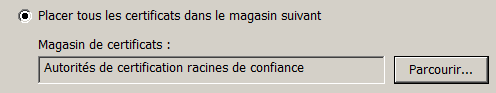 Placer tous les certificats dans le magasin suivant
Magasin de certificats :
Autorités de certification racines de confiance
Parcourir...